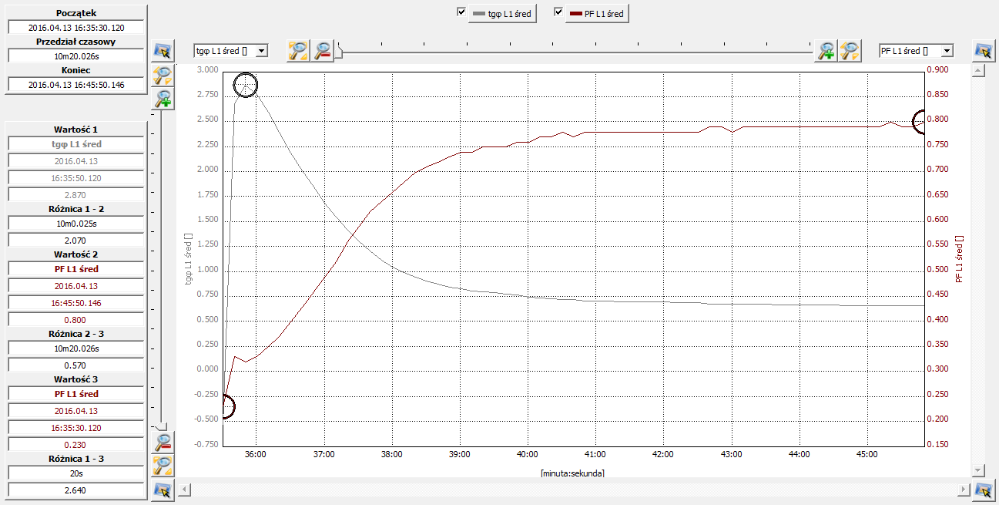 Początek
2016.04.13 16:35:30.120
Przedział czasowy
10m20.026s
Koniec
2016.04.13 16:45:50.146
Wartość 1
tgφ L1 śred
2016.04.13
16:35:50.120
2.870
Różnica 1 - 2
10m0.025s
2.070
Wartość 2
PF L1 śred
2016.04.13
16:45:50.146
0.800
Różnica 2 - 3
10m20.026s
0.570
Wartość 3
PF L1 śred
2016.04.13
16:35:30.120
0.230
Różnica 1 - 3
20s
2.640
tgφ L1 śred
PF L1 śred
tgφ L1 śred []
PF L1 śred []
3.000
2.750
2.500
2.250
2.000
1.750
1.500
1.250
1.000
0.750
0.500
0.250
0.000
-0.250
-0.500
-0.750
tgφ L1 śred []
36:00 37:00 38:00 39:00 40:00 41:00 42:00 43:00 44:00 45:00
[minuta:sekunda]
0.900
0.850
0.800
0.750
0.700
0.650
0.600
0.550
0.500
0.450
0.400
0.350
0.300
0.250
0.200
0.150
PF L1 śred []